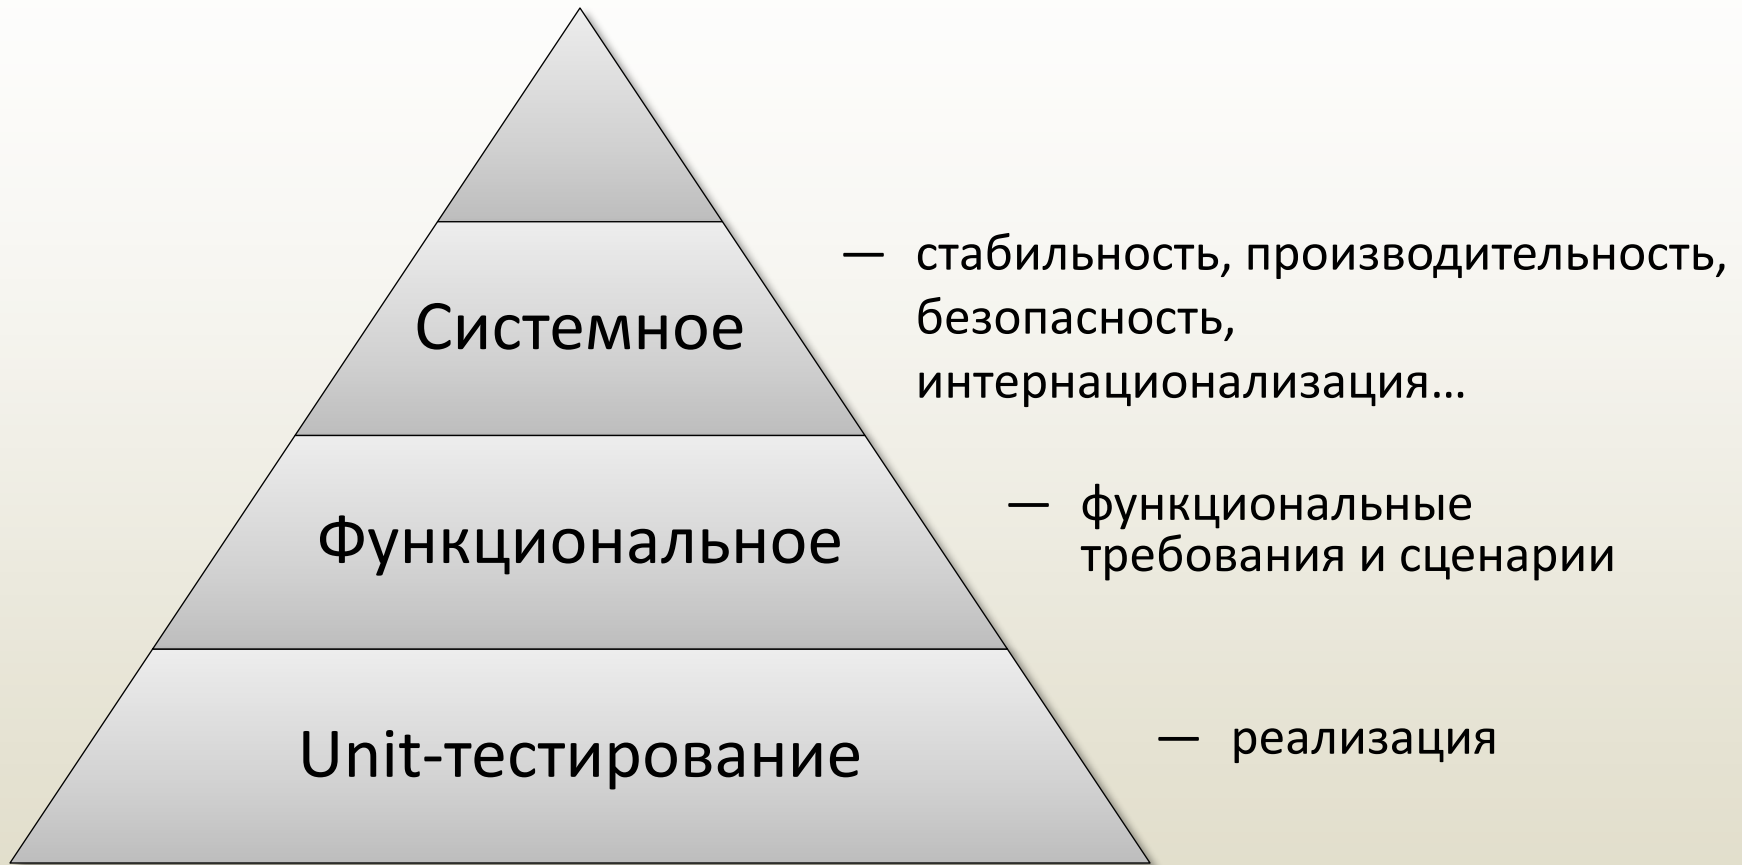 Системное
— стабильность, производительность,
безопасность,
интернационализация...
Функциональное
— функциональные
требования и сценарии
Unit-тестирование
— реализация